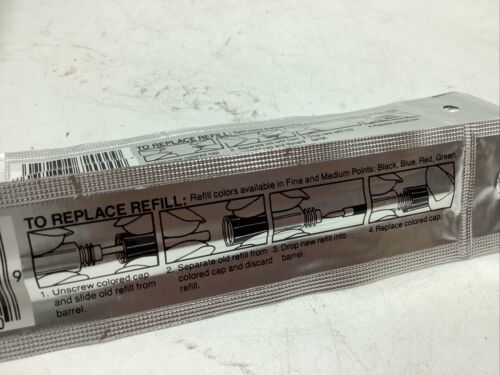 TO REPLACE REFILL:
TO REPLACE REFILL: Refill colors available in Fine and Medium Points: Black, Blue, Red, Green.
1. Unscrew colored cap
and slide old refill from
barrel.
2. Separate old refill from
colored cap and discard
refill.
3. Drop new refill into
barrel.
4. Replace colored cap.
9
0